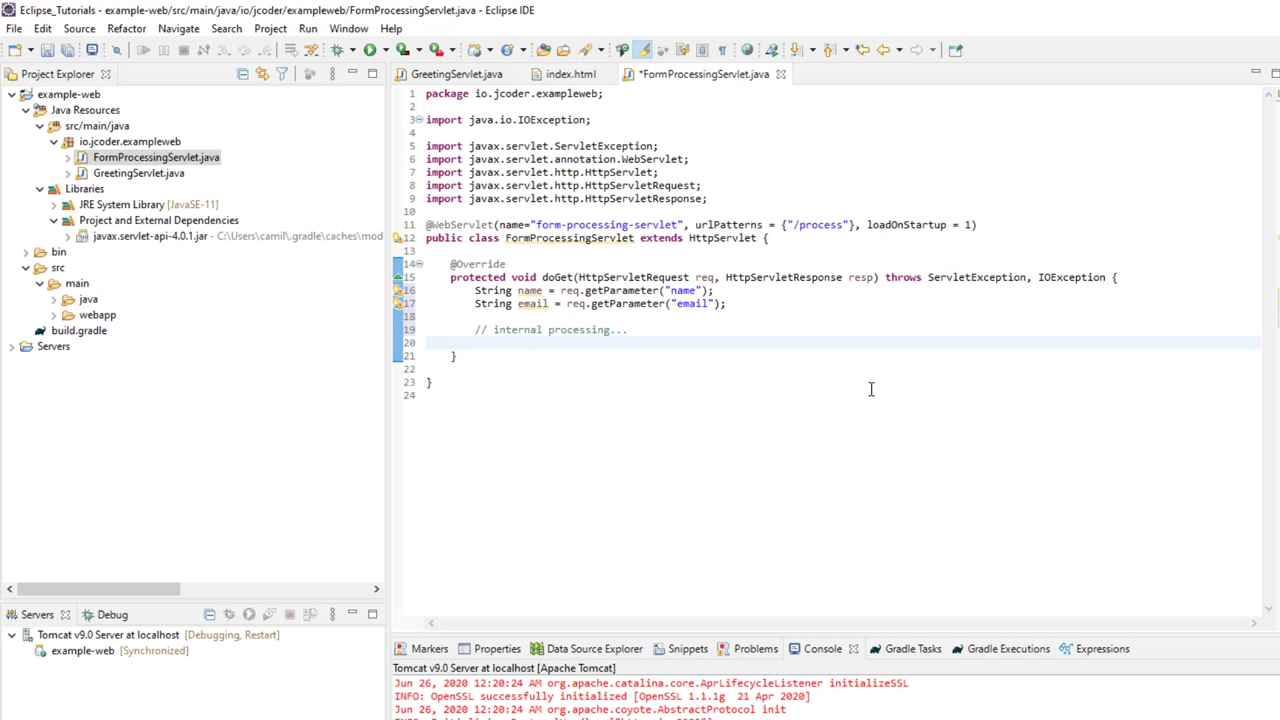 Eclipse_Tutorials - example-web/src/main/java/io/jcoder/exampleweb/FormProcessingServlet.java - Eclipse IDE
File Edit Source Refactor Navigate Search Project Run Window Help
Project Explorer
example-web
Java Resources
src/main/java
io.jcoder.exampleweb
FormProcessingServlet.java
GreetingServlet.java
Libraries
JRE System Library [JavaSE-11]
Project and External Dependencies
javax.servlet-api-4.0.1.jar - C:\Users\camil\.gradle\caches\mod
bin
src
main
java
webapp
build.gradle
Servers
GreetingServlet.java index.html *FormProcessingServlet.java
1 package io.jcoder.exampleweb;
2
3 import java.io.IOException;
4
5 import javax.servlet.ServletException;
6 import javax.servlet.annotation.WebServlet;
7 import javax.servlet.http.HttpServlet;
8 import javax.servlet.http.HttpServletRequest;
9 import javax.servlet.http.HttpServletResponse;
10
11 @WebServlet(name="form-processing-servlet", urlPatterns = {"/process"}, loadOnStartup = 1)
12 public class FormProcessingServlet extends HttpServlet {
13
14 @Override
15 protected void doGet(HttpServletRequest req, HttpServletResponse resp) throws ServletException, IOException {
16 String name = req.getParameter("name");
17 String email = req.getParameter("email");
18
19 // internal processing...
20
21 }
22
23 }
24
Servers Debug
Tomcat v9.0 Server at localhost [Debugging, Restart]
example-web [Synchronized]
Markers Properties Data Source Explorer Snippets Problems Console Gradle Tasks Gradle Executions Expressions
Tomcat v9.0 Server at localhost [Apache Tomcat]
Jun 26, 2020 12:20:24 AM org.apache.catalina.core.AprLifecycleListener initializeSSL
INFO: OpenSSL successfully initialized [OpenSSL 1.1.1g 21 Apr 2020]
Jun 26, 2020 12:20:24 AM org.apache.coyote.AbstractProtocol init